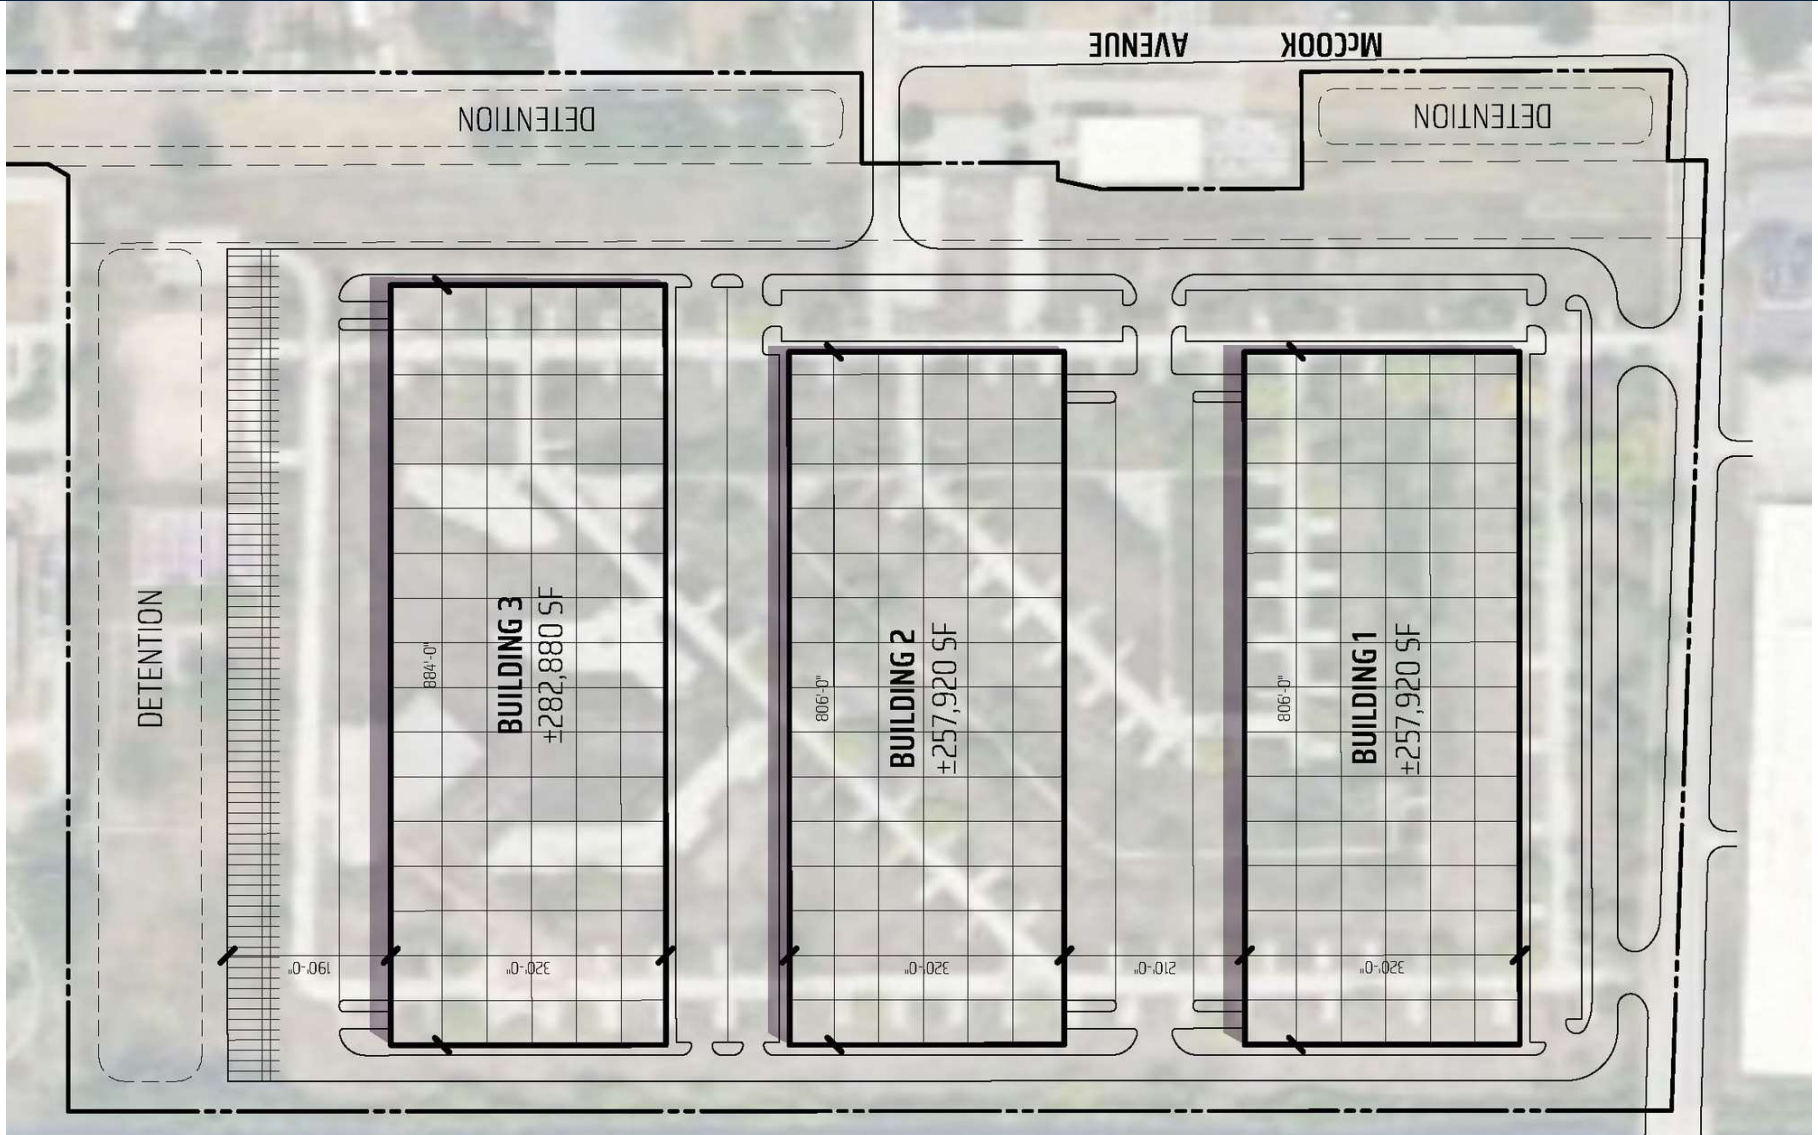 McCOOK AVENUE
DETENTION
DETENTION
DETENTION
884'-0"
BUILDING 3
±282,880 SF
806'-0"
BUILDING 2
±257,920 SF
806'-0"
BUILDING 1
±257,920 SF
190'-0"
320'-0"
320'-0"
210'-0"
320'-0"